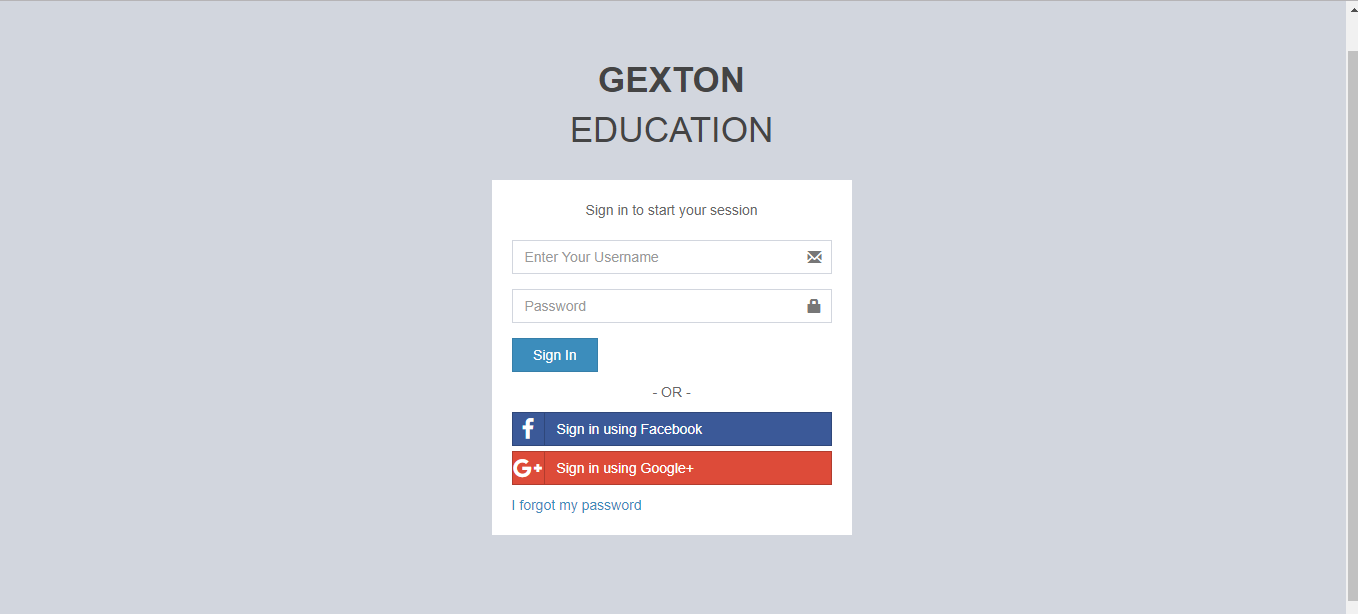 GEXTON
EDUCATION
Sign in to start your session
Enter Your Username
Password
Sign In
- OR -
Sign in using Facebook
Sign in using Google+
I forgot my password